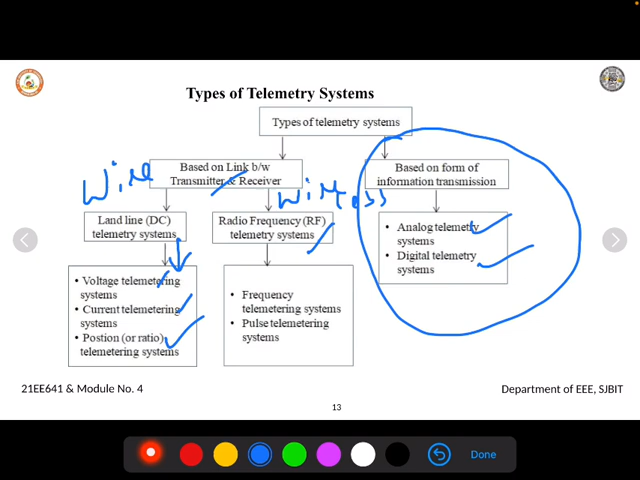 Types of Telemetry Systems
Types of telemetry systems
Based on Link b/w
Transmitter & Receiver
Based on form of
information transmission
Wire
Wireless
Land line (DC)
telemetry systems
Radio Frequency (RF)
telemetry systems
• Analog telemetry
systems
• Digital telemetry
systems
• Voltage telemetering
systems
• Current telemetering
systems
• Postion (or ratio)
telemetering systems
• Frequency
telemetering systems
• Pulse telemetering
systems
21EE641 & Module No. 4
Department of EEE, SJBIT
13
Done